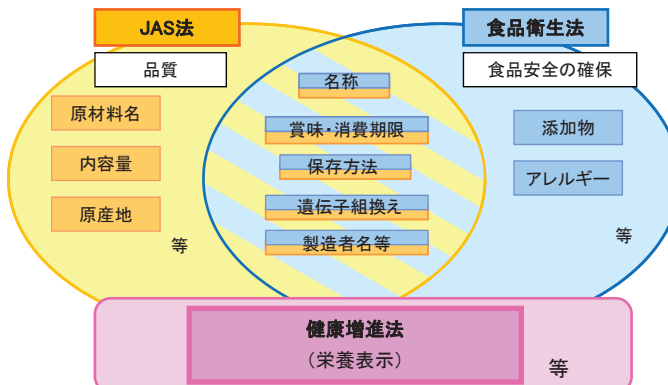 JAS法
食品衛生法
品質
食品安全の確保
原材料名
内容量
原産地
等
名称
賞味・消費期限
保存方法
遺伝子組換え
製造者名等
添加物
アレルギー
等
健康増進法
（栄養表示）
等